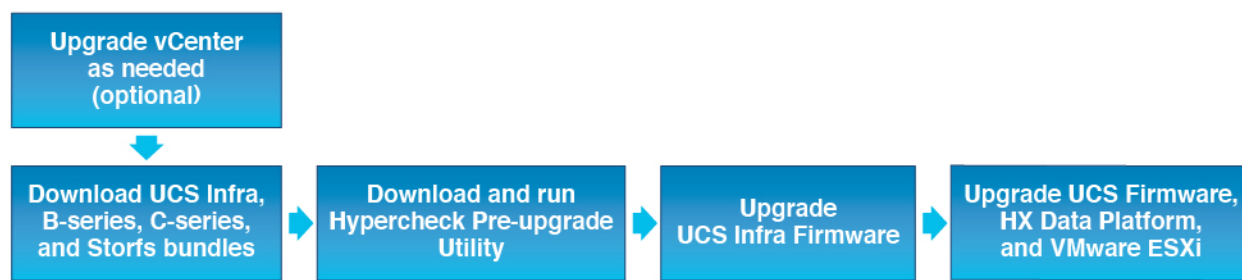 Upgrade vCenter
as needed
(optional)
Download UCS Infra,
B-series, C-series,
and Storfs bundles
Download and run
Hypercheck Pre-upgrade
Utility
Upgrade
UCS Infra Firmware
Upgrade UCS Firmware,
HX Data Platform,
and VMware ESXi